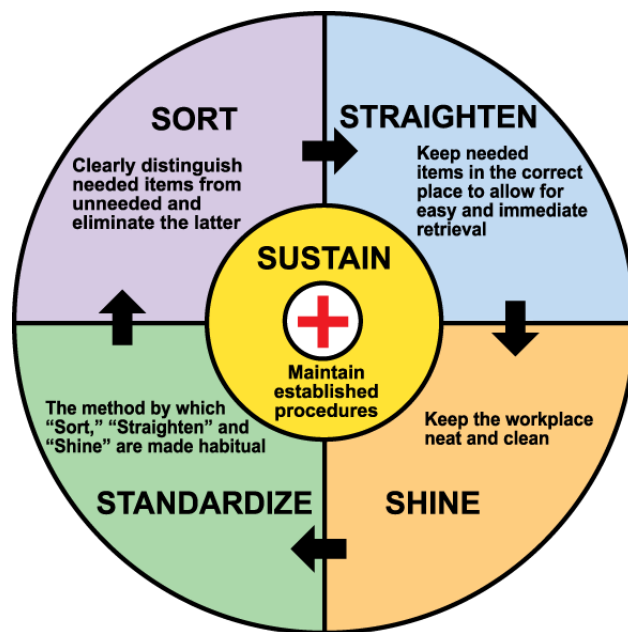 SORT
Clearly distinguish
needed items from
unneeded and
eliminate the latter
STRAIGHTEN
Keep needed
items in the correct
place to allow for
easy and immediate
retrieval
SUSTAIN
Maintain
established
procedures
The method by which
“Sort,” “Straighten” and
“Shine” are made habitual
STANDARDIZE
Keep the workplace
neat and clean
SHINE